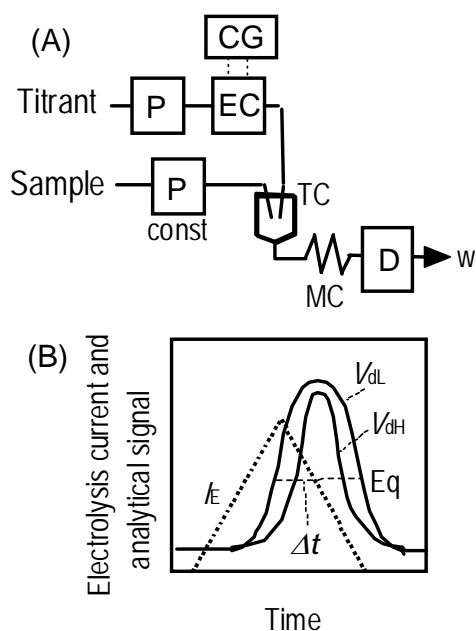 (A)
CG
Titrant P EC
Sample P TC
const
MC D w
(B)
Electrolysis current and
analytical signal
VdL
VdH
IE
Eq
Δt
Time